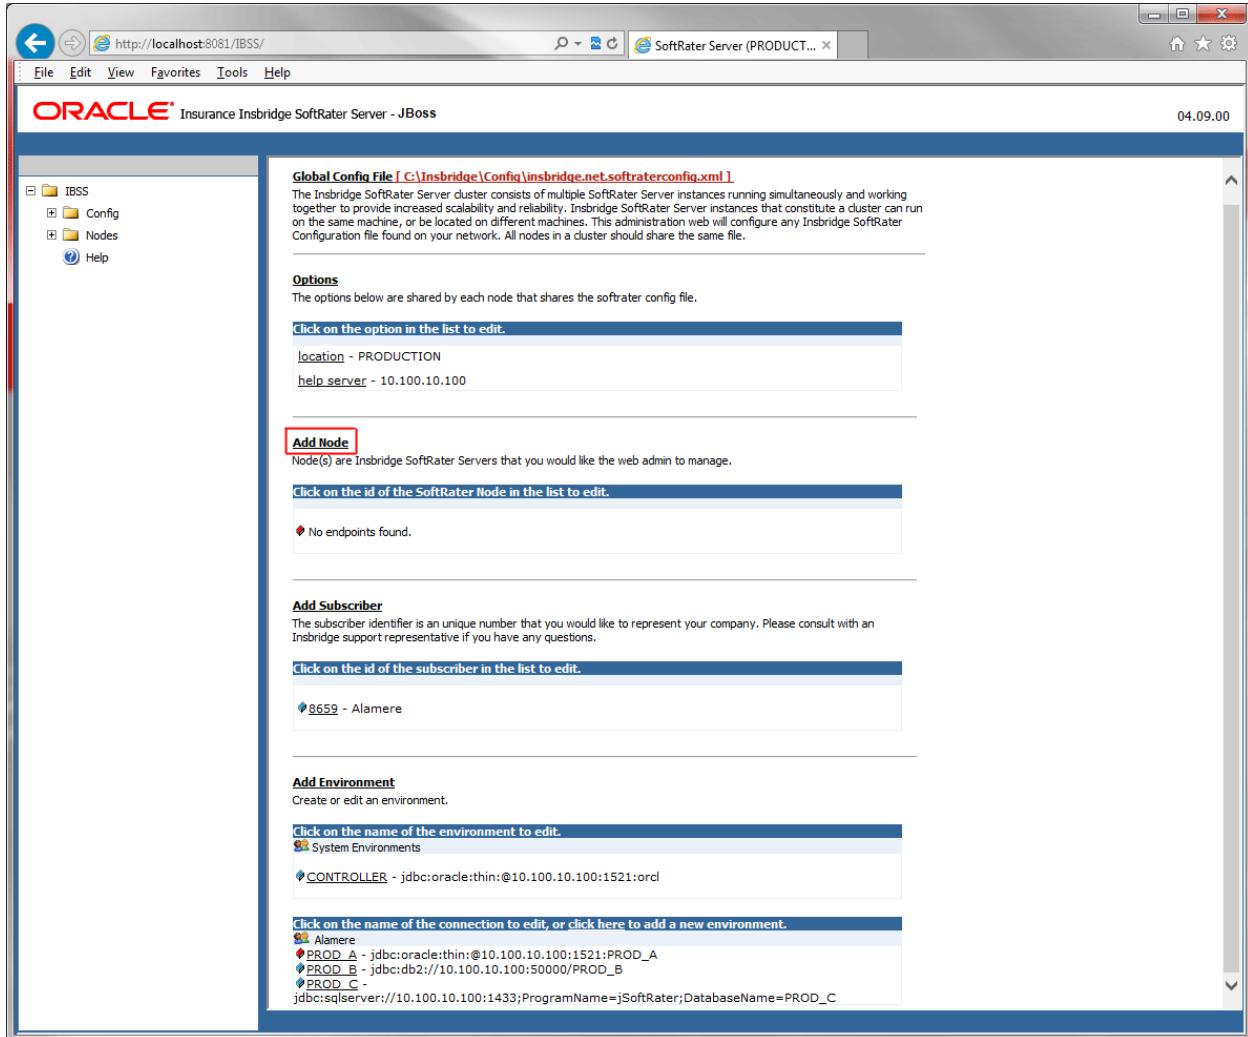 http://localhost:8081/IBSS/
SoftRater Server (PRODUCT...
File Edit View Favorites Tools Help
ORACLE Insurance Insbridge SoftRater Server - JBoss
04.09.00
IBSS
Config
Nodes
Help
Global Config File [ C:\Insbridge\Config\insbridge.net.softraterconfig.xml ]
The Insbridge SoftRater Server cluster consists of multiple SoftRater Server instances running simultaneously and working
together to provide increased scalability and reliability. Insbridge SoftRater Server instances that constitute a cluster can run
on the same machine, or be located on different machines. This administration web will configure any Insbridge SoftRater
Configuration file found on your network. All nodes in a cluster should share the same file.
Options
The options below are shared by each node that shares the softrater config file.
Click on the option in the list to edit.
location - PRODUCTION
help server - 10.100.10.100
Add Node
Node(s) are Insbridge SoftRater Servers that you would like the web admin to manage.
Click on the id of the SoftRater Node in the list to edit.
No endpoints found.
Add Subscriber
The subscriber identifier is an unique number that you would like to represent your company. Please consult with an
Insbridge support representative if you have any questions.
Click on the id of the subscriber in the list to edit.
8659 - Alamere
Add Environment
Create or edit an environment.
Click on the name of the environment to edit.
System Environments
CONTROLLER - jdbc:oracle:thin:@10.100.10.100:1521:orcl
Click on the name of the connection to edit, or click here to add a new environment.
Alamere
PROD_A - jdbc:oracle:thin:@10.100.10.100:1521:PROD_A
PROD_B - jdbc:db2://10.100.10.100:50000/PROD_B
PROD_C -
jdbc:sqlserver://10.100.10.100:1433;ProgramName=jSoftRater;DatabaseName=PROD_C